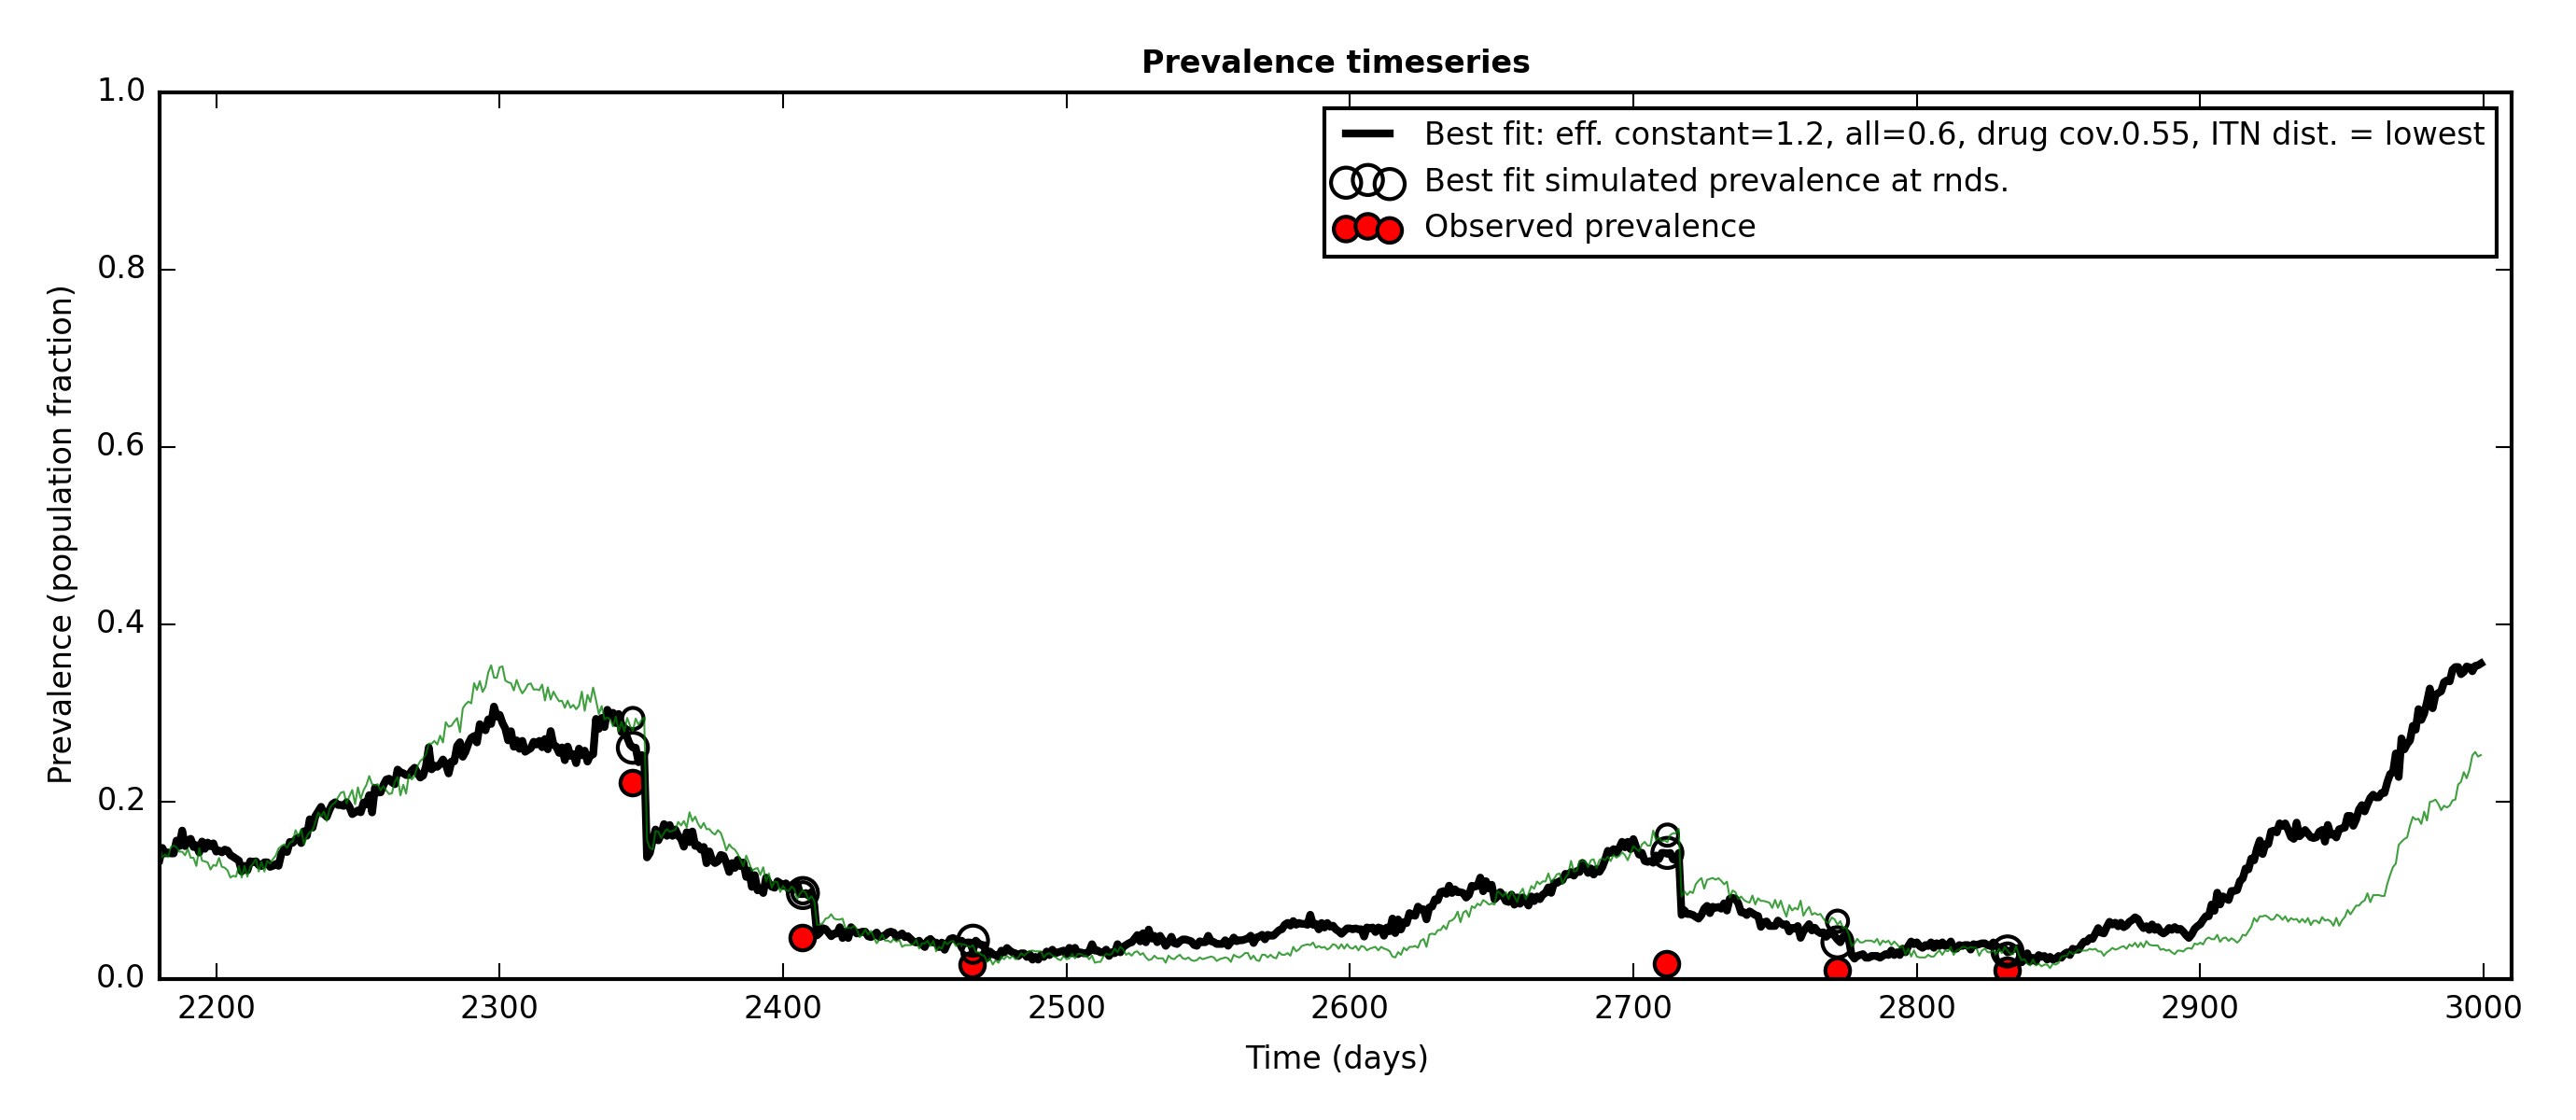 Prevalence timeseries
1.0
0.8
0.6
0.4
0.2
0.0
Prevalence (population fraction)
Best fit: eff. constant=1.2, all=0.6, drug cov.0.55, ITN dist. = lowest
Best fit simulated prevalence at rnds.
Observed prevalence
2200 2300 2400 2500 2600 2700 2800 2900 3000
Time (days)